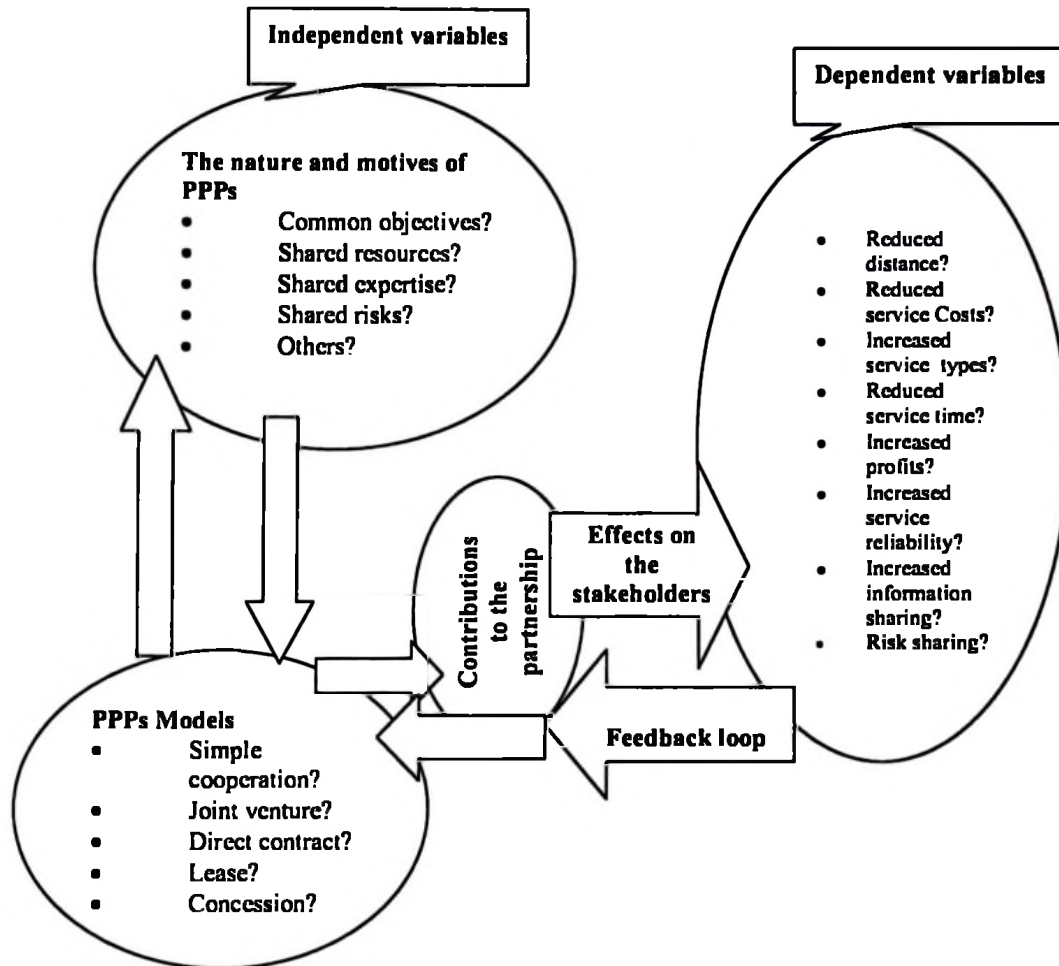 Independent variables
The nature and motives of
PPPs
• Common objectives?
• Shared resources?
• Shared expertise?
• Shared risks?
• Others?
Dependent variables
• Reduced
distance?
• Reduced
service Costs?
• Increased
service types?
• Reduced
service time?
• Increased
profits?
• Increased
service
reliability?
• Increased
information
sharing?
• Risk sharing?
Contributions
to the
partnership
Effects on
the
stakeholders
Feedback loop
PPPs Models
• Simple
cooperation?
• Joint venture?
• Direct contract?
• Lease?
• Concession?